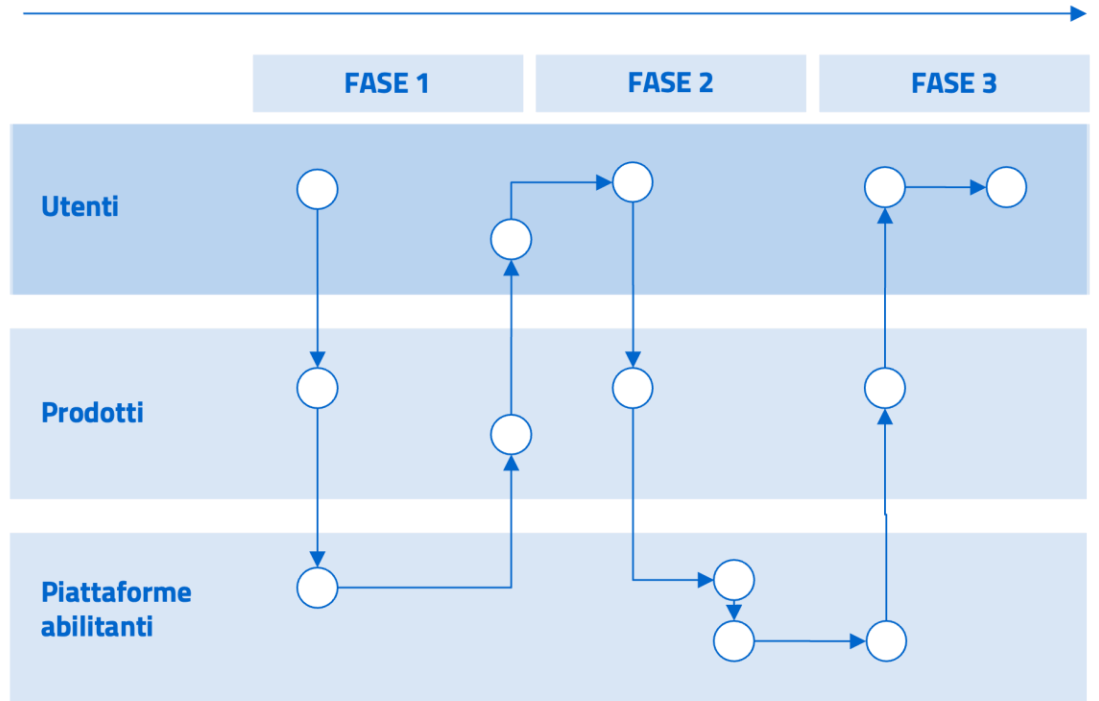 FASE 1
FASE 2
FASE 3
Utenti
Prodotti
Piattaforme
abilitanti